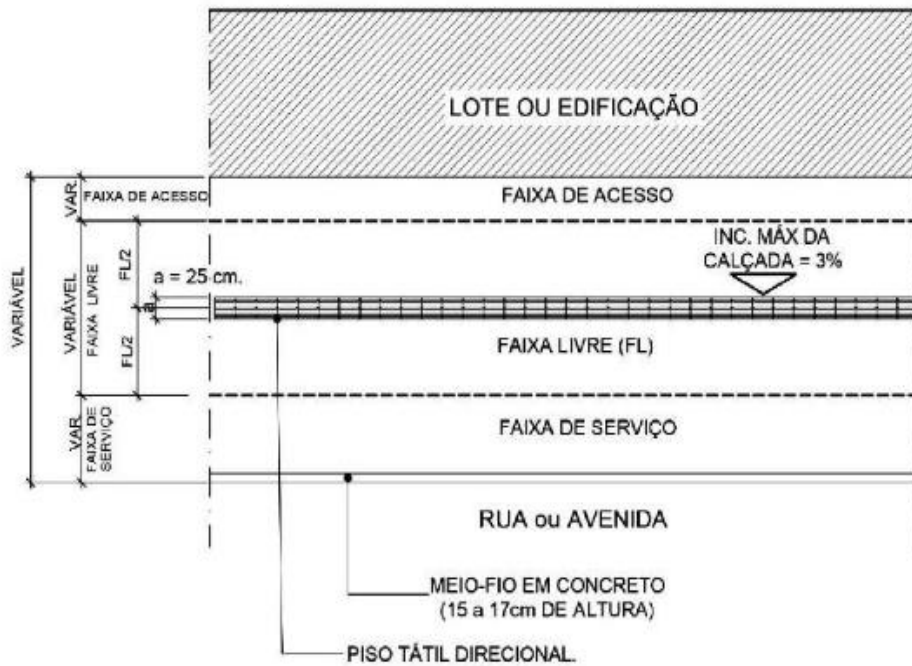 LOTE OU EDIFICAÇÃO
VARIÁVEL
VAR.
FAIXA DE ACESSO
FAIXA DE ACESSO
VARIÁVEL
FAIXA LIVRE
FL/2
FL/2
a = 25 cm.
a
INC. MÁX DA
CALÇADA = 3%
FAIXA LIVRE (FL)
VAR
FAIXA DE
SERVIÇO
FAIXA DE SERVIÇO
RUA ou AVENIDA
MEIO-FIO EM CONCRETO
(15 a 17cm DE ALTURA)
PISO TÁTIL DIRECIONAL.